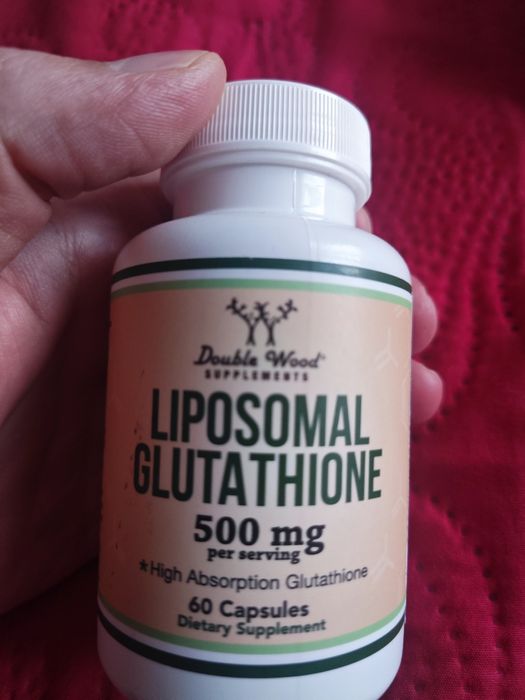 Double Wood
SUPPLEMENTS
LIPOSOMAL
GLUTATHIONE
500 mg
per serving
*High Absorption Glutathione
60 Capsules
Dietary Supplement